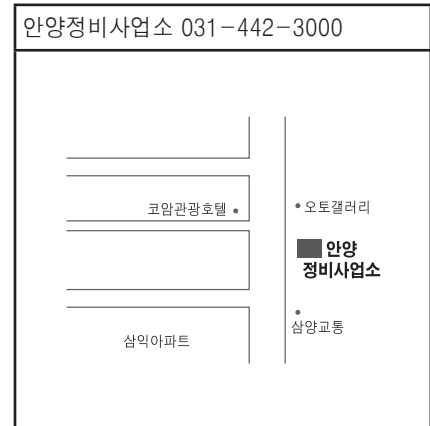 안양정비사업소 031-442-3000
코암관광호텔
오토갤러리
안양
정비사업소
삼양교통
삼익아파트